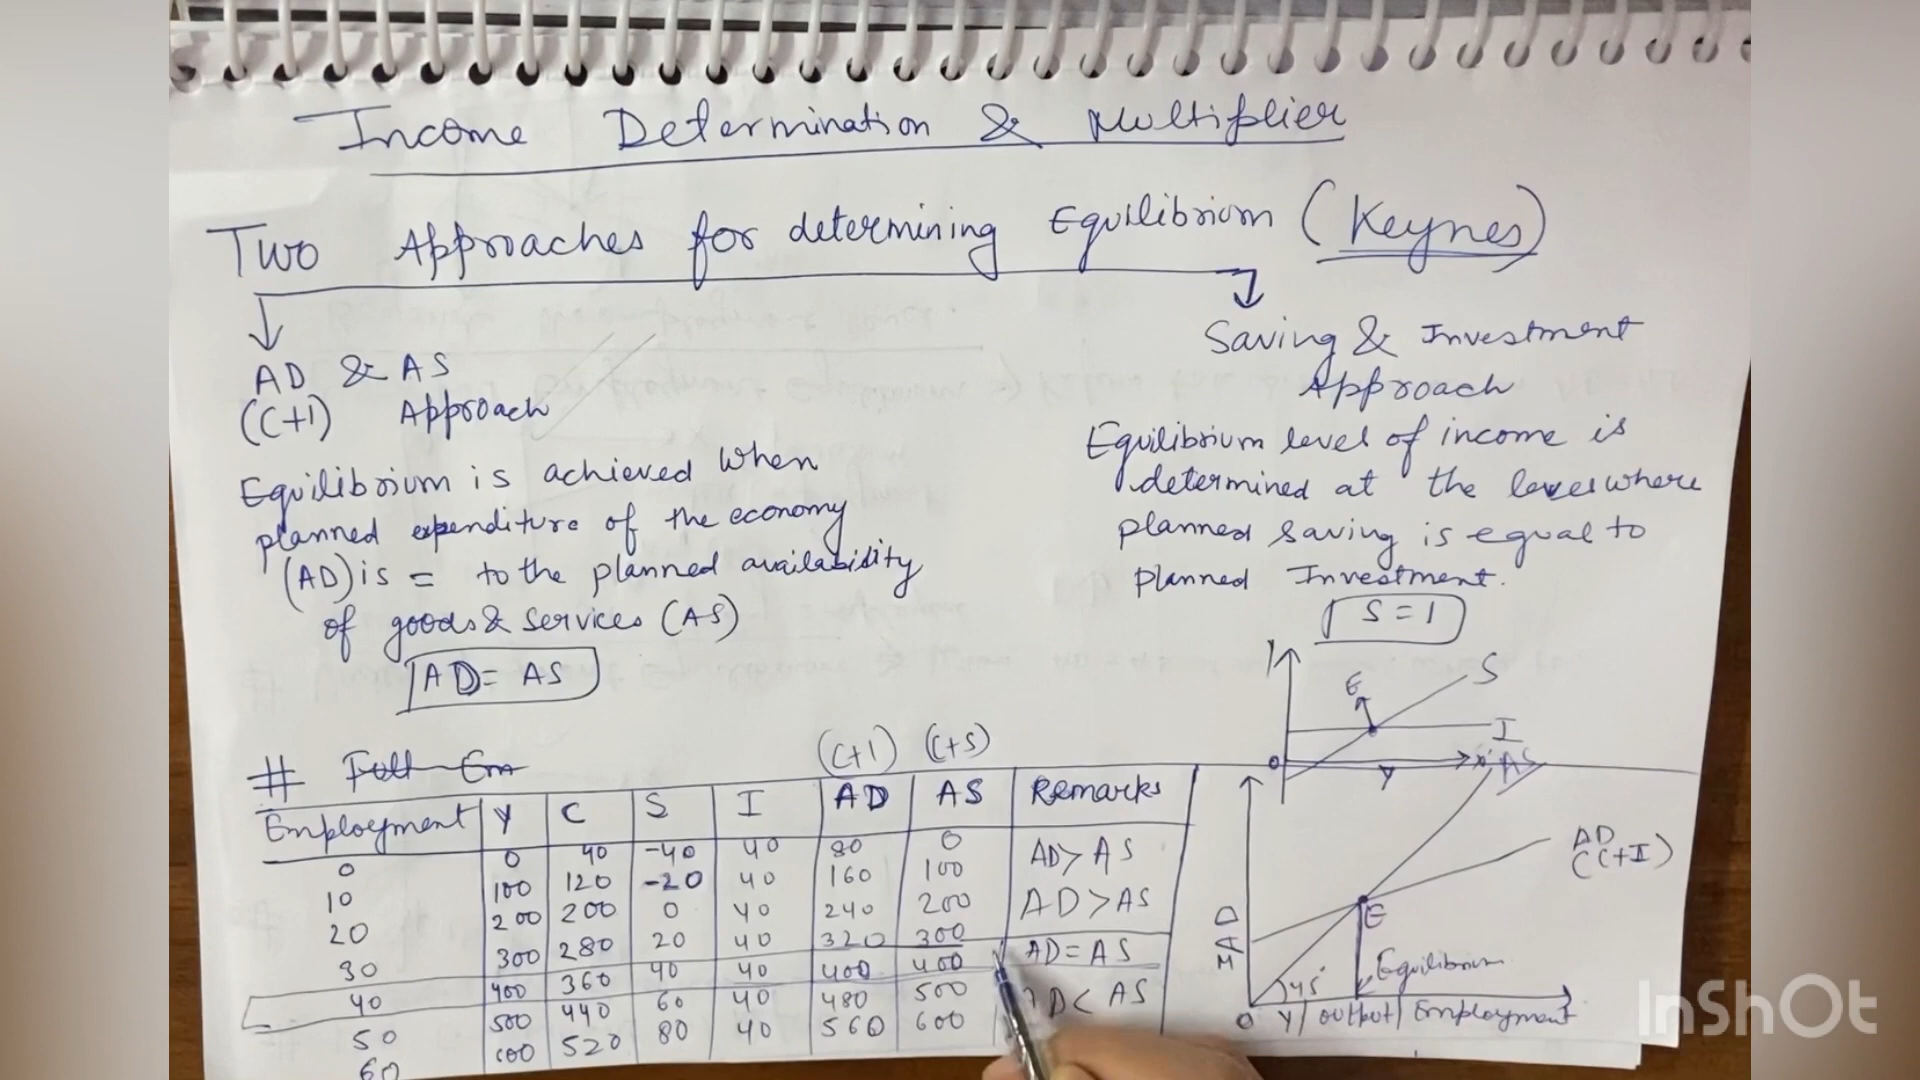 Income Determination & Multiplier
Two Approaches for determining Equilibrium (Keynes)
AD & AS
(C+I) Approach
Equilibrium is achieved when
planned expenditure of the economy
(AD) is = to the planned availability
of goods & services (AS)
AD = AS
Saving & Investment
Approach
Equilibrium level of income is
determined at the level where
planned saving is equal to
planned Investment.
S = I
Y
S
E
I
O
Y
X
# Full Em
(C+I) (C+S)
Employment Y C S I AD AS Remarks
0 0 40 -40 40 80 0 AD > AS
10 100 120 -20 40 160 100
20 200 200 0 40 240 200 AD > AS
30 300 280 20 40 320 300
40 400 360 40 40 400 400 AD = AS
50 500 440 60 40 480 500 D < AS
60 600 520 80 40 560 600
AS
AD
(C+I)
AD
E
Equilibrium
45°
O Y/ output/ Employment
InShOt